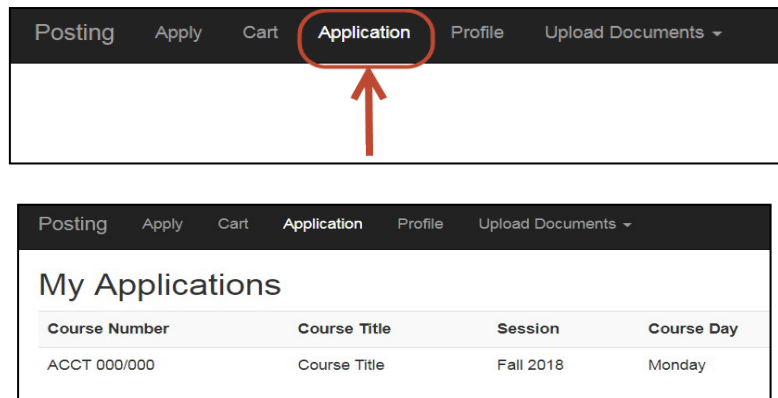 Posting Apply Cart Application Profile Upload Documents
Posting Apply Cart Application Profile Upload Documents
My Applications
Course Number Course Title Session Course Day
ACCT 000/000 Course Title Fall 2018 Monday